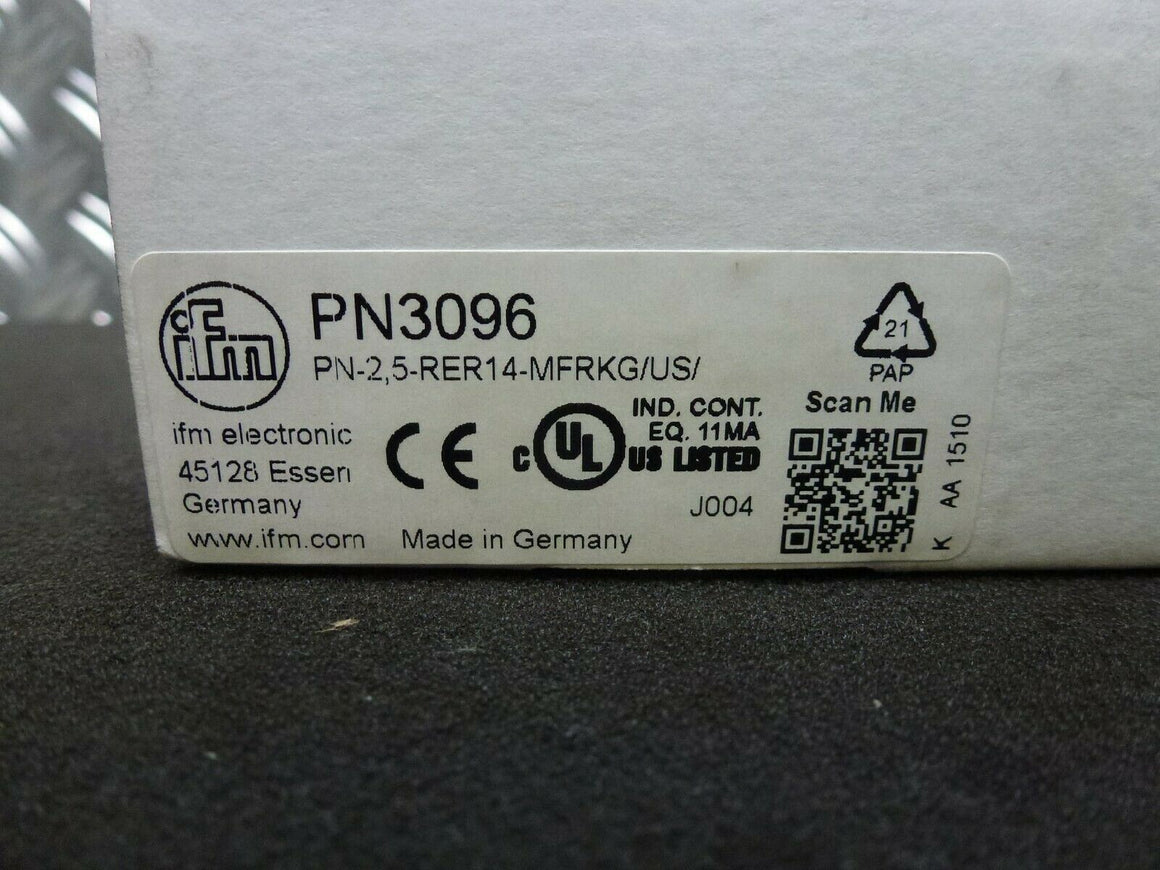 ifm
PN3096
PN-2,5-RER14-MFRKG/US/
ifm electronic
45128 Essen
Germany
www.ifm.com
CE
C UL US LISTED
IND. CONT.
EQ. 11MA
J004
Made in Germany
21
PAP
Scan Me
K AA 1510